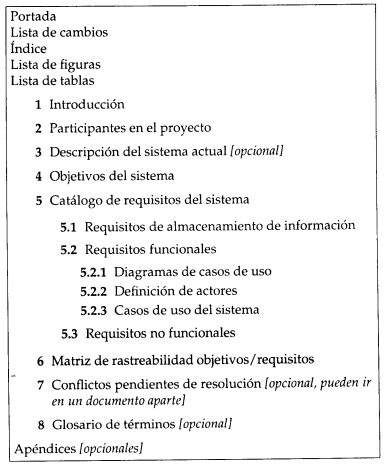 Portada
Lista de cambios
Índice
Lista de figuras
Lista de tablas
1 Introducción
2 Participantes en el proyecto
3 Descripción del sistema actual [opcional]
4 Objetivos del sistema
5 Catálogo de requisitos del sistema
5.1 Requisitos de almacenamiento de información
5.2 Requisitos funcionales
5.2.1 Diagramas de casos de uso
5.2.2 Definición de actores
5.2.3 Casos de uso del sistema
5.3 Requisitos no funcionales
6 Matriz de rastreabilidad objetivos/requisitos
7 Conflictos pendientes de resolución [opcional, pueden ir
en un documento aparte]
8 Glosario de términos [opcional]
Apéndices [opcionales]